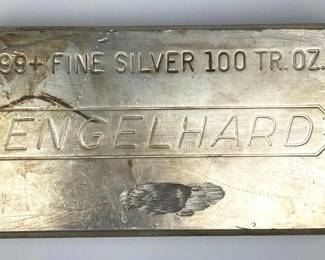 99+ FINE SILVER 100 TR. OZ.
ENGELHARD